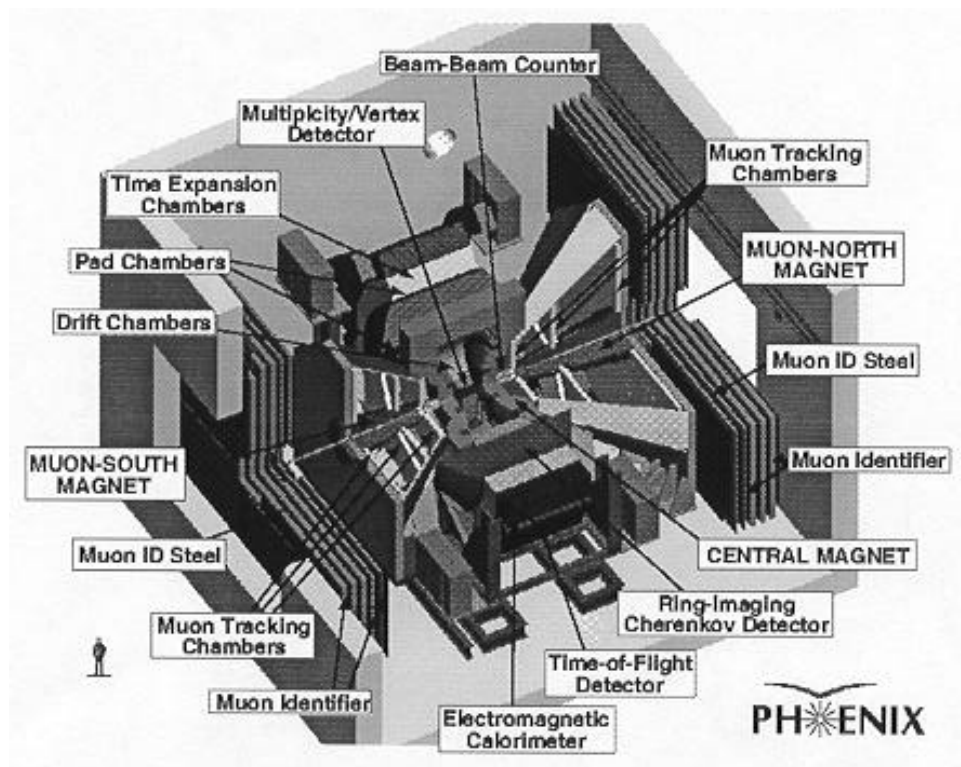 Beam-Beam Counter
Multiplcity/Vertex
Detector
Muon Tracking
Chambers
Time Expansion
Chambers
MUON-NORTH
MAGNET
Pad Chambers
Drift Chambers
Muon ID Steel
MUON-SOUTH
MAGNET
Muon Identifier
Muon ID Steel
CENTRAL MAGNET
Ring-Imaging
Cherenkov Detector
Muon Tracking
Chambers
Time-of-Flight
Detector
Muon Identifier
Electromagnetic
Calorimeter
PHENIX